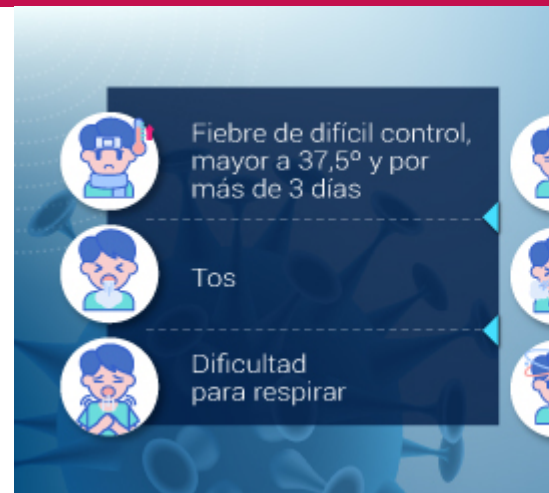 Fiebre de difícil control,
mayor a 37,5º y por
más de 3 días
Tos
Dificultad
para respirar